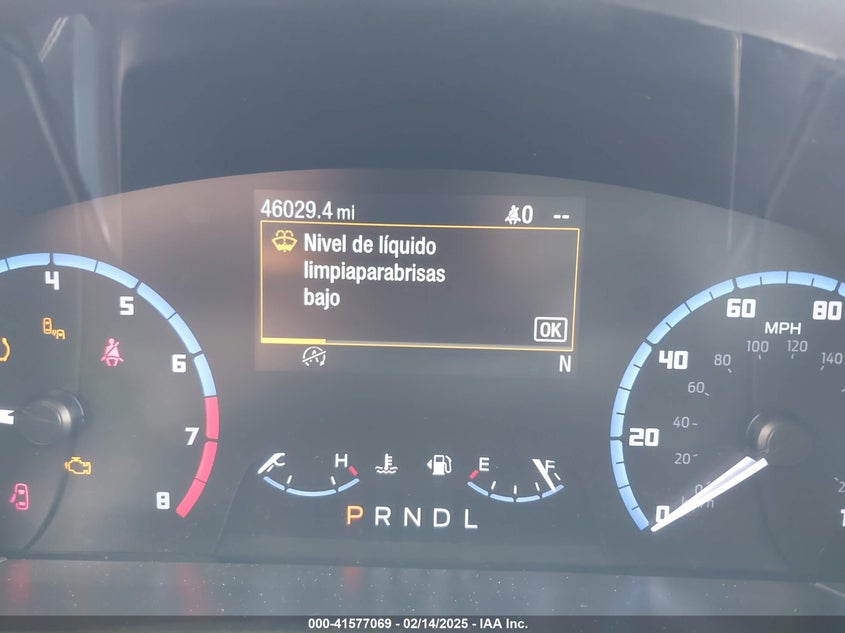 46029.4 mi
0 --
Nivel de líquido
limpiaparabrisas
bajo
OK
N
4
5
6
7
8
C H
E F
P R N D L
60 80
MPH
100 120
80 140
40
60
40
20
20
0
000-41577069 - 02/14/2025 - IAA Inc.